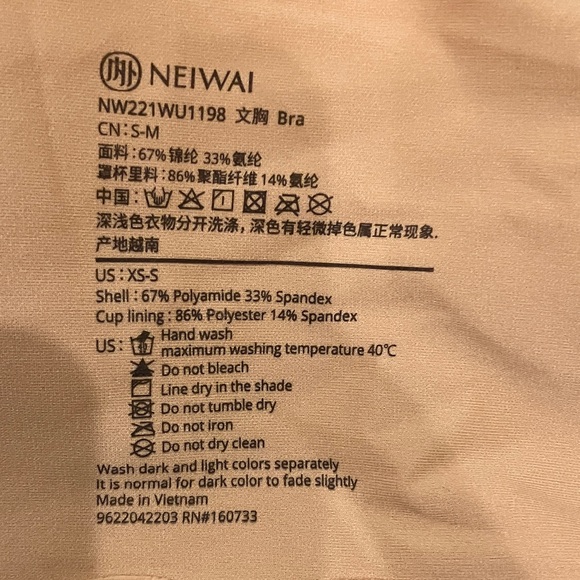 内外 NEIWAI
NW221WU1198 文胸 Bra
CN:S-M
面料:67%锦纶 33%氨纶
罩杯里料:86%聚酯纤维 14%氨纶
中国:
深浅色衣物分开洗涤,深色有轻微掉色属正常现象.
产地越南
US:XS-S
Shell:67% Polyamide 33% Spandex
Cup lining:86% Polyester 14% Spandex
US: 40 Hand wash
maximum washing temperature 40℃
Do not bleach
Line dry in the shade
Do not tumble dry
Do not iron
Do not dry clean
Wash dark and light colors separately
It is normal for dark color to fade slightly
Made in Vietnam
9622042203 RN#160733